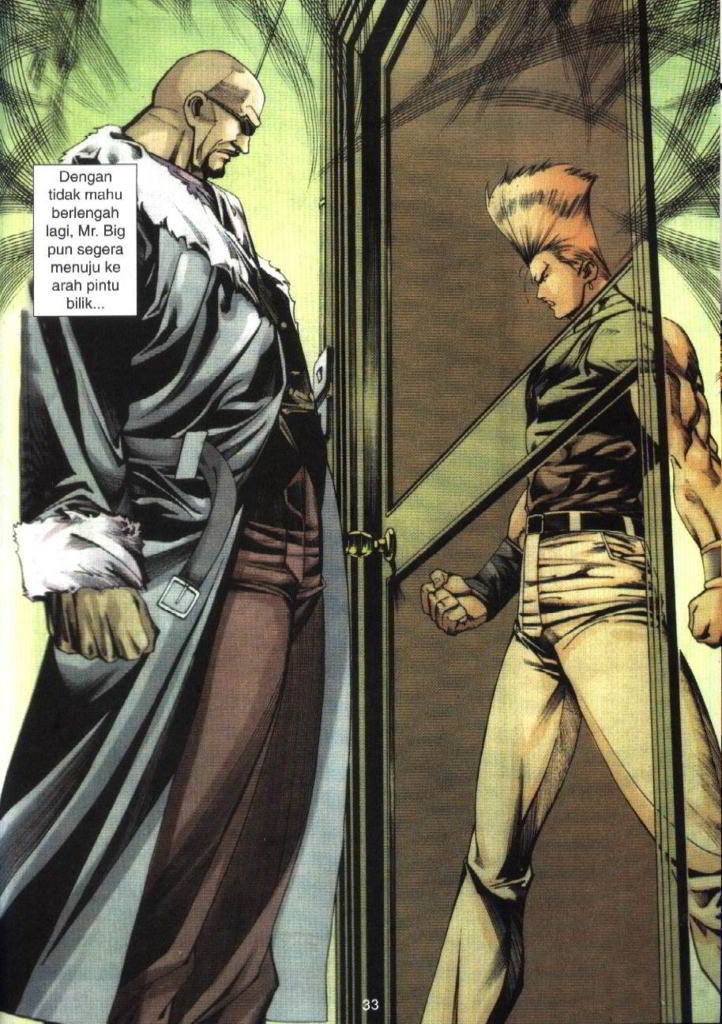 Dengan
tidak mahu
berlengah
lagi, Mr. Big
pun segera
menuju ke
arah pintu
bilik...
33